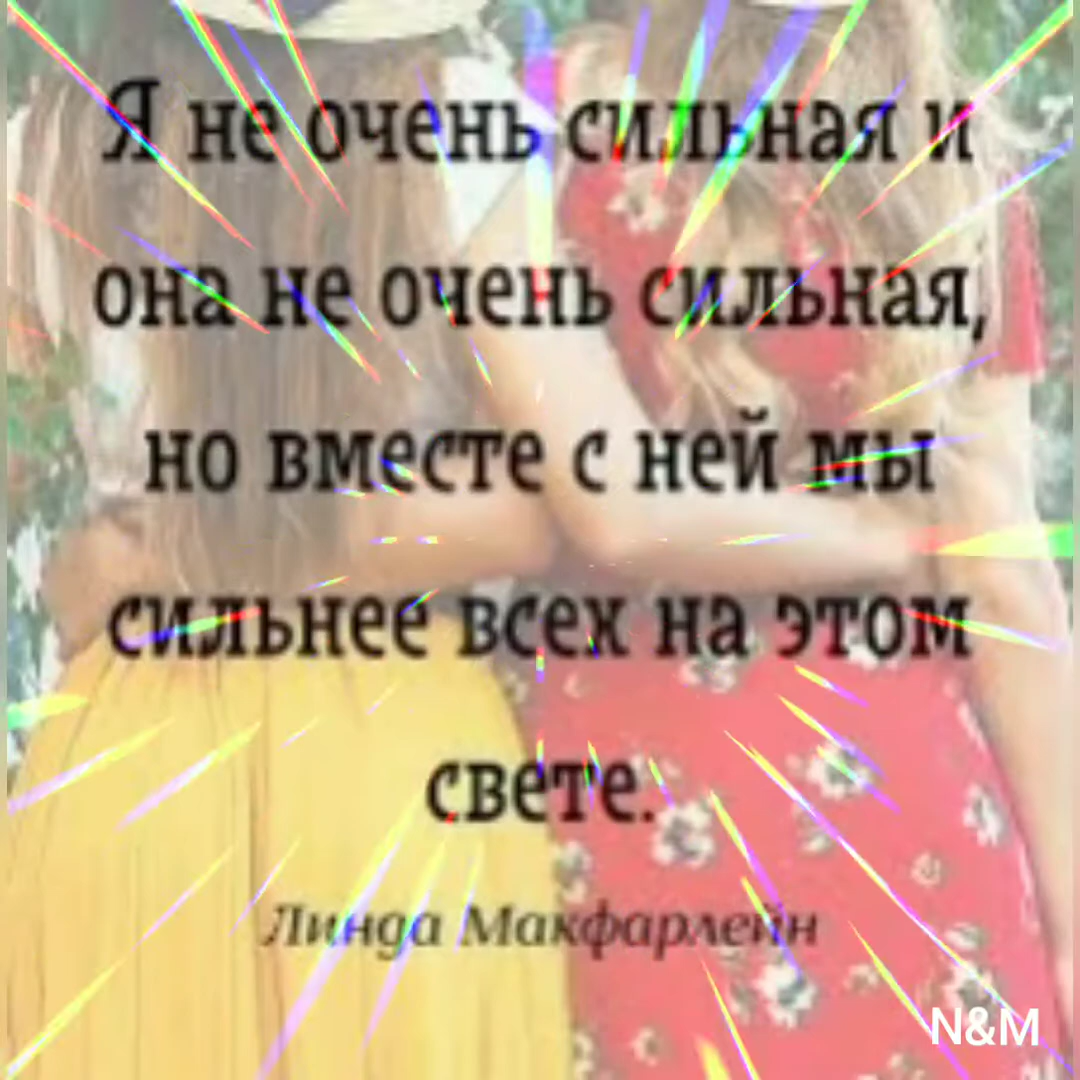 Я не очень сильная и
она не очень сильная,
но вместе с ней мы
сильнее всех на этом
свете.
Линда Макфарлейн
N&M